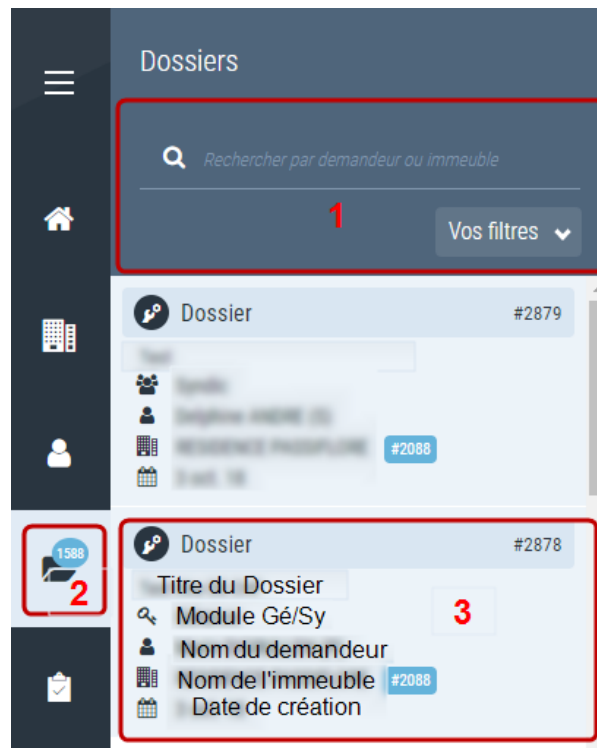 Dossiers
Rechercher par demandeur ou immeuble
1
Vos filtres
Dossier #2879
#2088
1588
2
Dossier #2878
Titre du Dossier
Module Gé/Sy
3
Nom du demandeur
Nom de l'immeuble #2088
Date de création